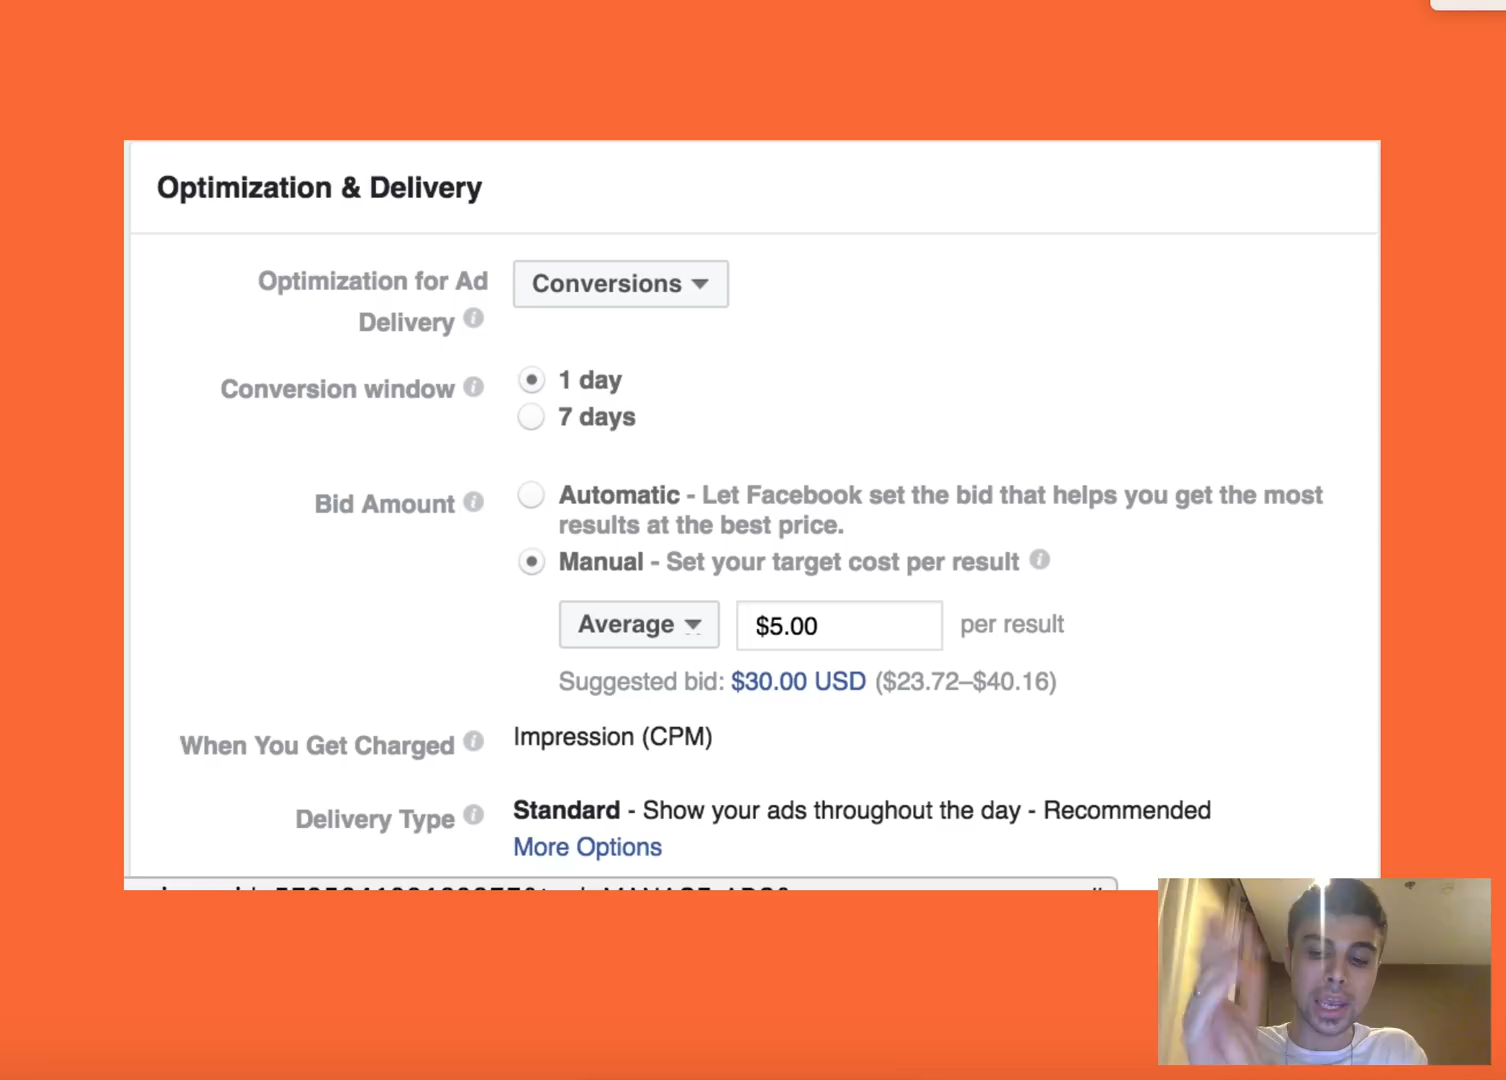 Optimization & Delivery
Optimization for Ad
Delivery
Conversions
Conversion window
1 day
7 days
Bid Amount
Automatic - Let Facebook set the bid that helps you get the most
results at the best price.
Manual - Set your target cost per result
Average
$5.00
per result
Suggested bid: $30.00 USD ($23.72–$40.16)
When You Get Charged
Impression (CPM)
Delivery Type
Standard - Show your ads throughout the day - Recommended
More Options